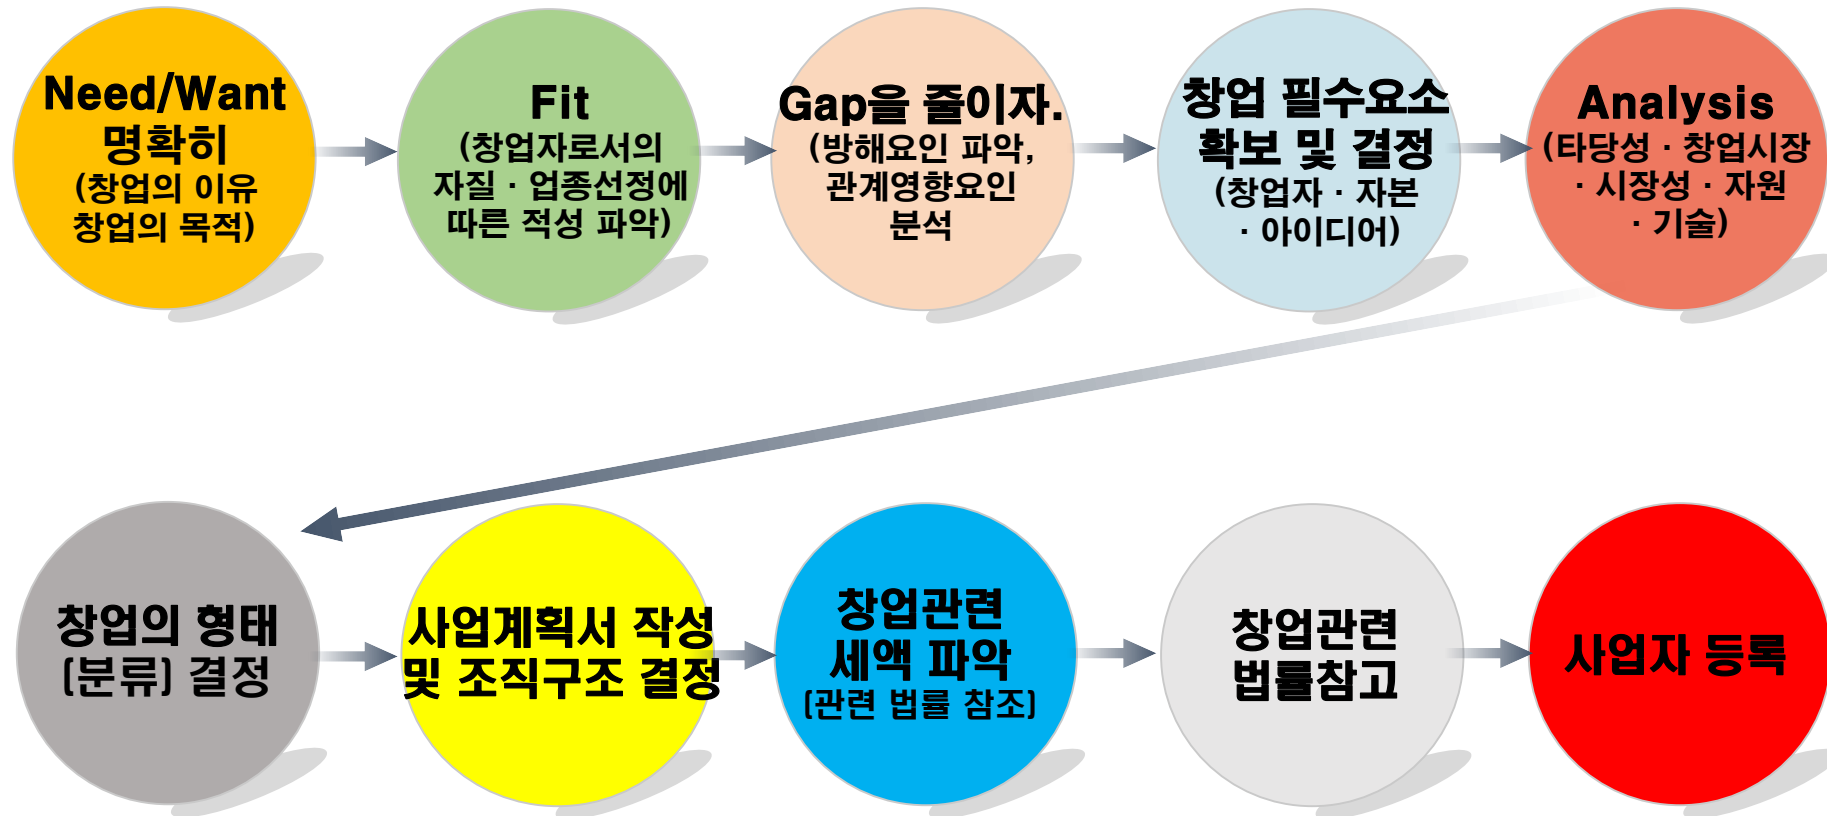 Need/Want
명확히
(창업의 이유
창업의 목적)
Fit
(창업자로서의
자질 · 업종선정에
따른 적성 파악)
Gap을 줄이자.
(방해요인 파악,
관계영향요인
분석
창업 필수요소
확보 및 결정
(창업자 · 자본
· 아이디어)
Analysis
(타당성 · 창업시장
· 시장성 · 자원
· 기술)
창업의 형태
(분류) 결정
사업계획서 작성
및 조직구조 결정
창업관련
세액 파악
(관련 법률 참조)
창업관련
법률참고
사업자 등록